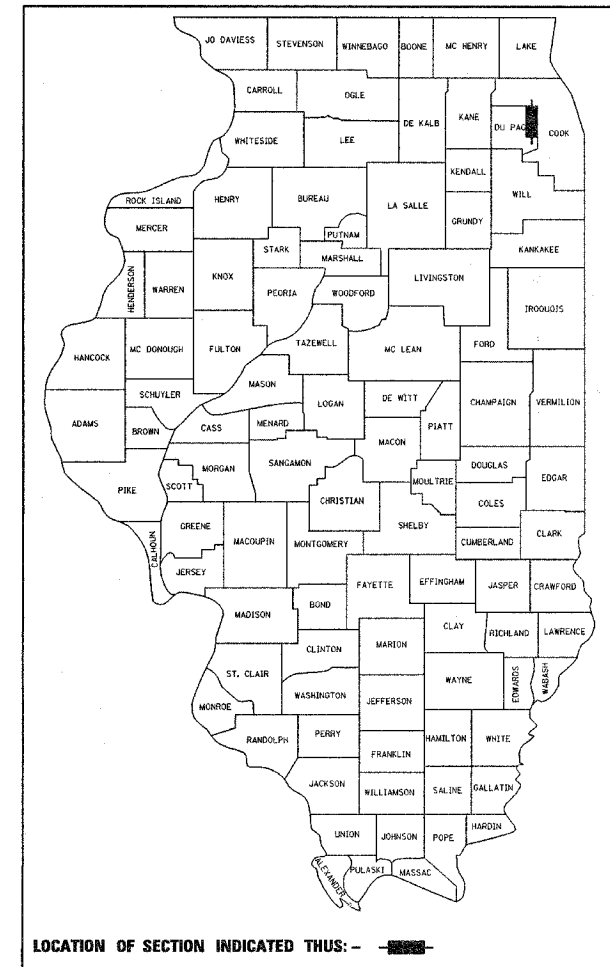 JO DAVIESS STEVENSON WINNEBAGO BOONE MC HENRY LAKE
CARROLL OGLE
DE KALB KANE DU PAG COOK
WHITESIDE LEE
KENDALL WILL
ROCK ISLAND HENRY BUREAU LA SALLE GRUNDY
MERCER PUTNAM
STARK MARSHALL KANKAKEE
HENDERSON WARREN KNOX PEORIA WOODFORD LIVINGSTON IROQUOIS
HANCOCK MC DONOUGH FULTON TAZEWELL MC LEAN FORD
MASON
SCHUYLER LOGAN DE WITT CHAMPAIGN VERMILION
ADAMS BROWN CASS MENARD MACON PIATT
MORGAN SANGAMON DOUGLAS EDGAR
PIKE SCOTT CHRISTIAN MOULTRIE COLES
CALHOUN GREENE MACOUPIN MONTGOMERY SHELBY CUMBERLAND CLARK
JERSEY FAYETTE EFFINGHAM JASPER CRAWFORD
MADISON BOND
CLINTON MARION CLAY RICHLAND LAWRENCE
ST. CLAIR WAYNE EDWARDS WABASH
MONROE WASHINGTON JEFFERSON
RANDOLPH PERRY HAMILTON WHITE
FRANKLIN
JACKSON WILLIAMSON SALINE GALLATIN
UNION JOHNSON POPE HARDIN
ALEXANDER PULASKI MASSAC
LOCATION OF SECTION INDICATED THUS: -